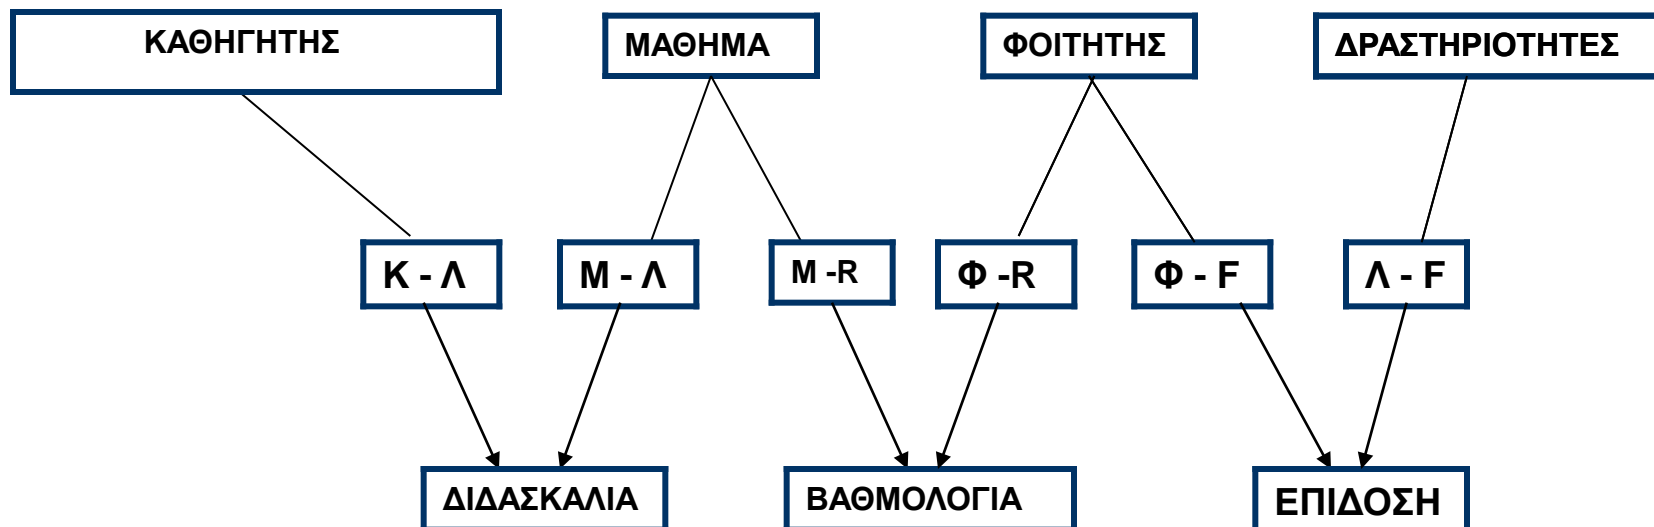 ΚΑΘΗΓΗΤΗΣ
ΜΑΘΗΜΑ
ΦΟΙΤΗΤΗΣ
ΔΡΑΣΤΗΡΙΟΤΗΤΕΣ
Κ - Λ
Μ - Λ
Μ -R
Φ -R
Φ - F
Λ - F
ΔΙΔΑΣΚΑΛΙΑ
ΒΑΘΜΟΛΟΓΙΑ
ΕΠΙΔΟΣΗ